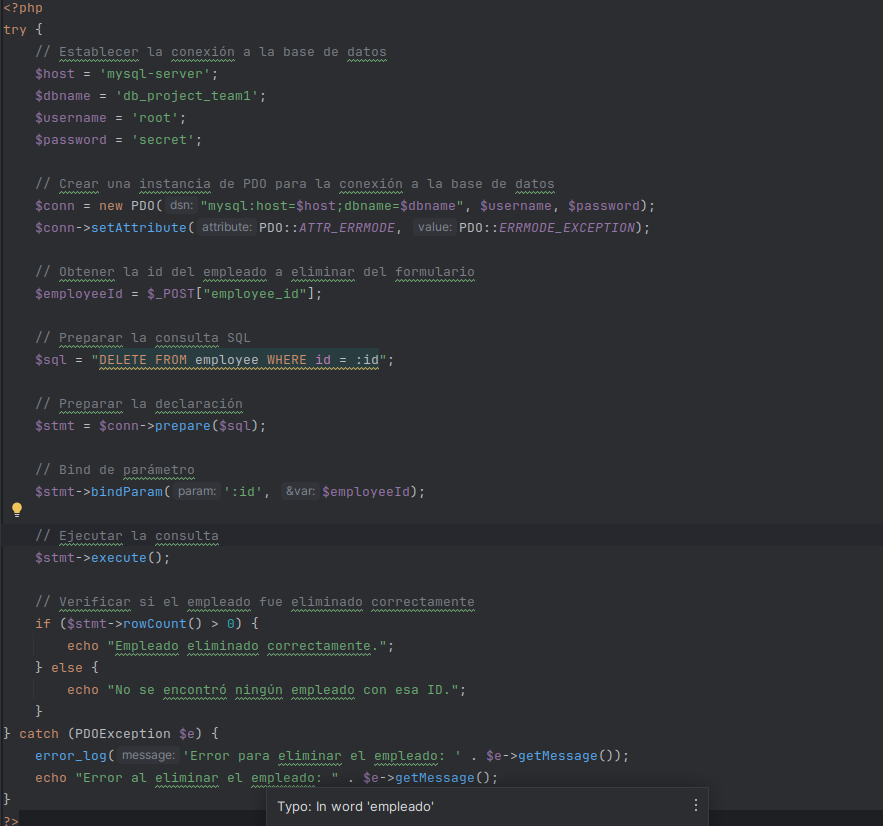 <?php
try {
// Establecer la conexión a la base de datos
$host = 'mysql-server';
$dbname = 'db_project_team1';
$username = 'root';
$password = 'secret';
// Crear una instancia de PDO para la conexión a la base de datos
$conn = new PDO( dsn: "mysql:host=$host;dbname=$dbname", $username, $password);
$conn->setAttribute( attribute: PDO::ATTR_ERRMODE, value: PDO::ERRMODE_EXCEPTION);
// Obtener la id del empleado a eliminar del formulario
$employeeId = $_POST["employee_id"];
// Preparar la consulta SQL
$sql = "DELETE FROM employee WHERE id = :id";
// Preparar la declaración
$stmt = $conn->prepare($sql);
// Bind de parámetro
$stmt->bindParam( param: ':id', &var: $employeeId);
// Ejecutar la consulta
$stmt->execute();
// Verificar si el empleado fue eliminado correctamente
if ($stmt->rowCount() > 0) {
echo "Empleado eliminado correctamente.";
} else {
echo "No se encontró ningún empleado con esa ID.";
}
} catch (PDOException $e) {
error_log( message: 'Error para eliminar el empleado: ' . $e->getMessage());
echo "Error al eliminar el empleado: " . $e->getMessage();
}
Typo: In word 'empleado'
?>